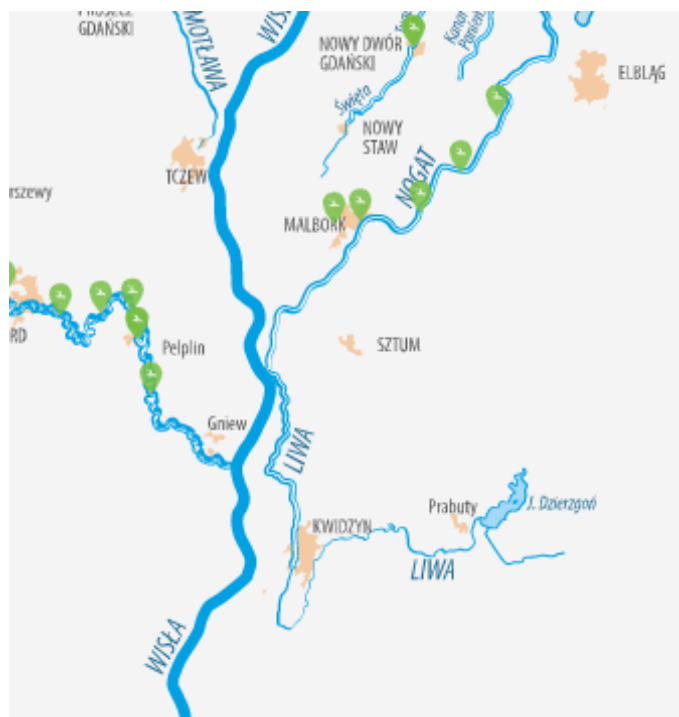 GDAŃSKI
MOTŁAWA
NOWY DWÓR
GDAŃSKI
ELBLĄG
Święta
NOWY
STAW
TCZEW
NOGAT
MALBORK
rszewy
RD
Pelplin
SZTUM
Gniew
LIWA
Prabuty
J. Dzierzgoń
KWIDZYN
LIWA
WISŁA